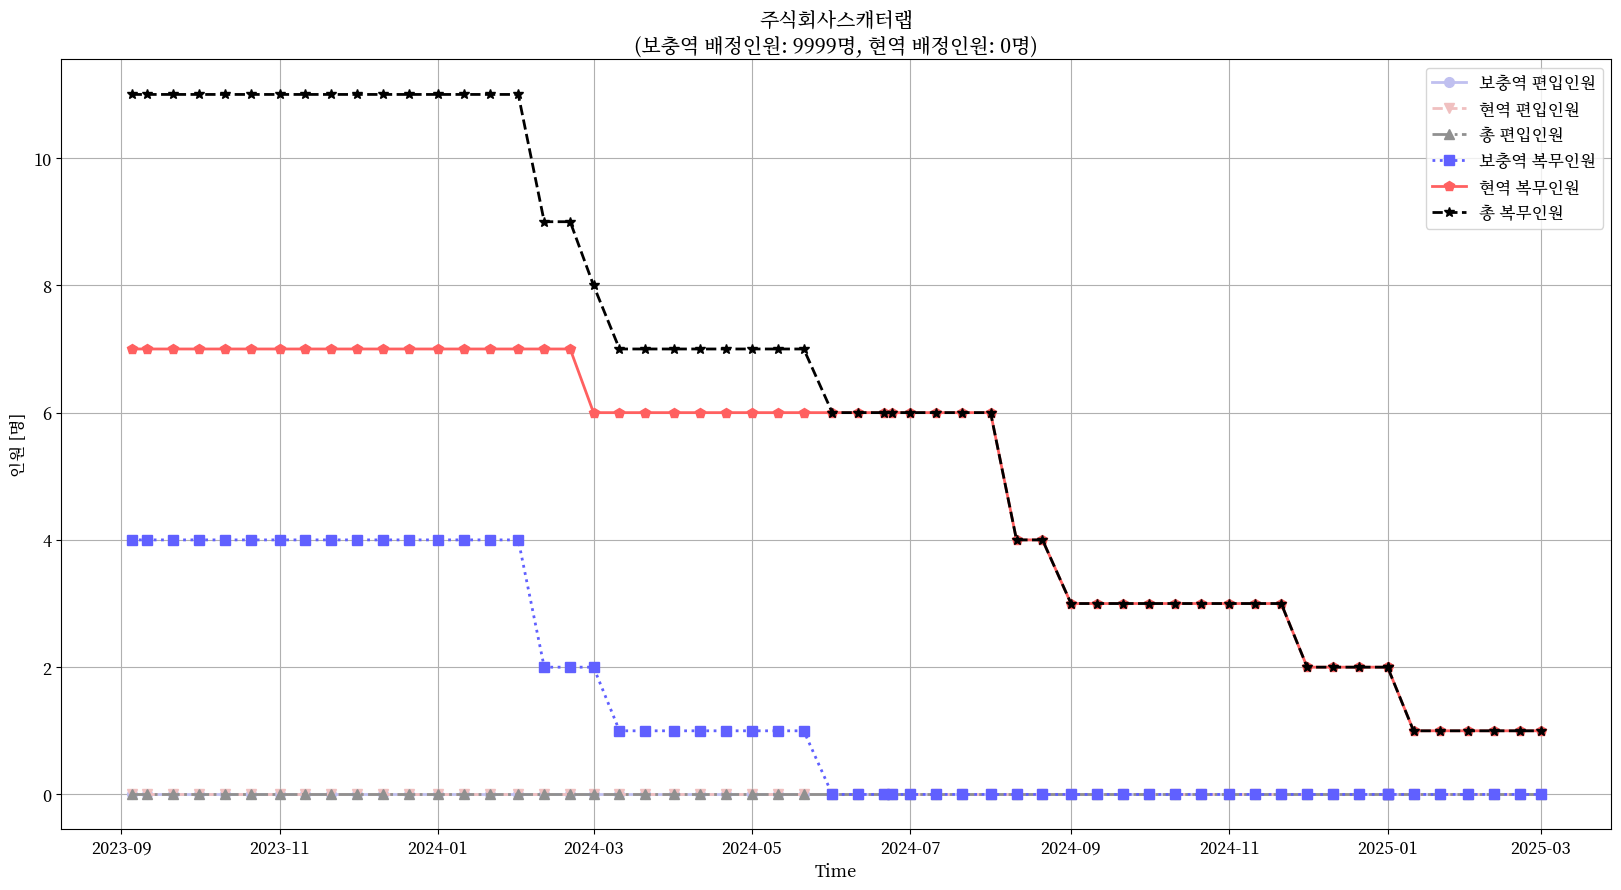 주식회사스캐터랩
(보충역 배정인원: 9999명, 현역 배정인원: 0명)
보충역 편입인원
현역 편입인원
총 편입인원
보충역 복무인원
현역 복무인원
총 복무인원
인원 [명]
10
8
6
4
2
0
2023-09
2023-11
2024-01
2024-03
2024-05
2024-07
2024-09
2024-11
2025-01
2025-03
Time